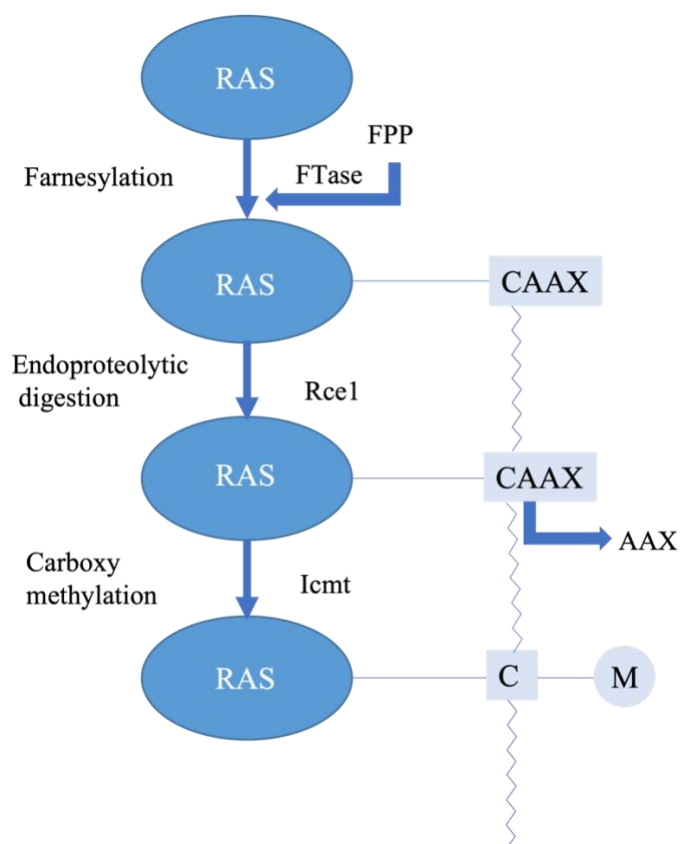 RAS
FPP
Farnesylation
FTase
RAS
CAAX
Endoproteolytic
digestion
Rce1
RAS
CAAX
AAX
Carboxy
methylation
Icmt
RAS
C
M